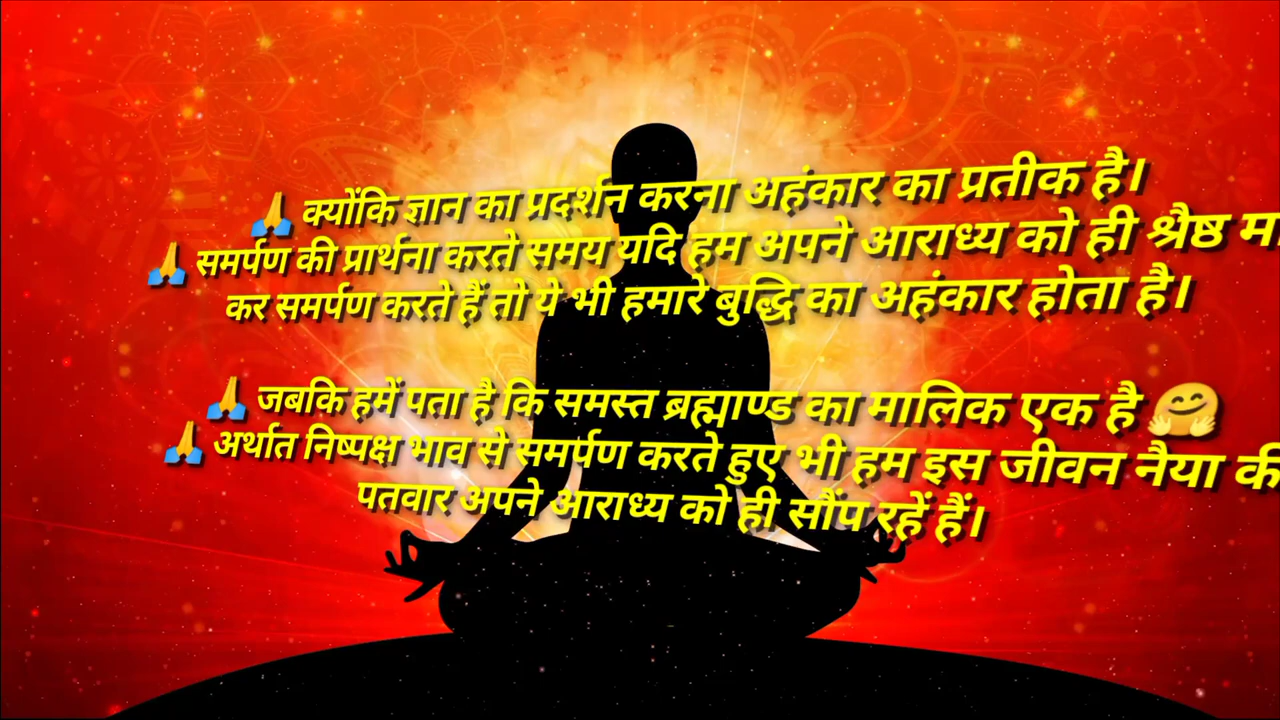 🙏 क्योंकि ज्ञान का प्रदर्शन करना अहंकार का प्रतीक है।
🙏 समर्पण की प्रार्थना करते समय यदि हम अपने आराध्य को ही श्रैष्ठ
कर समर्पण करते हैं तो ये भी हमारे बुद्धि का अहंकार होता है।
🙏 जबकि हमें पता है कि समस्त ब्रह्माण्ड का मालिक एक है 🤗
🙏 अर्थात निष्पक्ष भाव से समर्पण करते हुए भी हम इस जीवन नैया की
पतवार अपने आराध्य को ही सौंप रहें हैं।